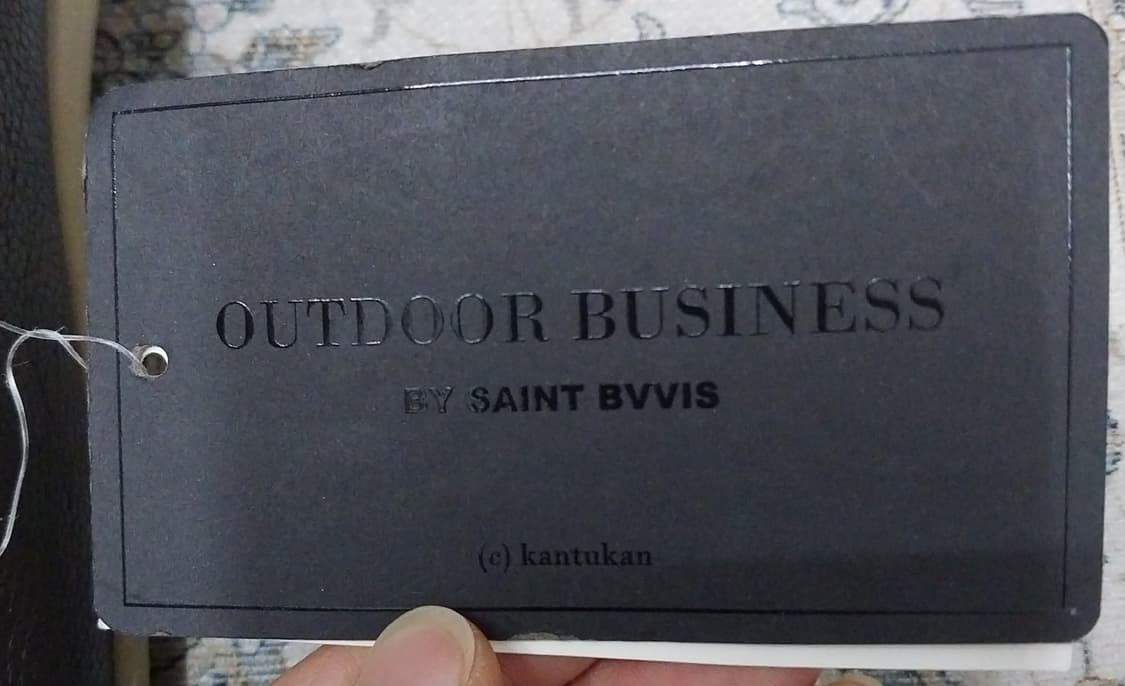 OUTDOOR BUSINESS
BY SAINT BVVIS
(c) kantukan